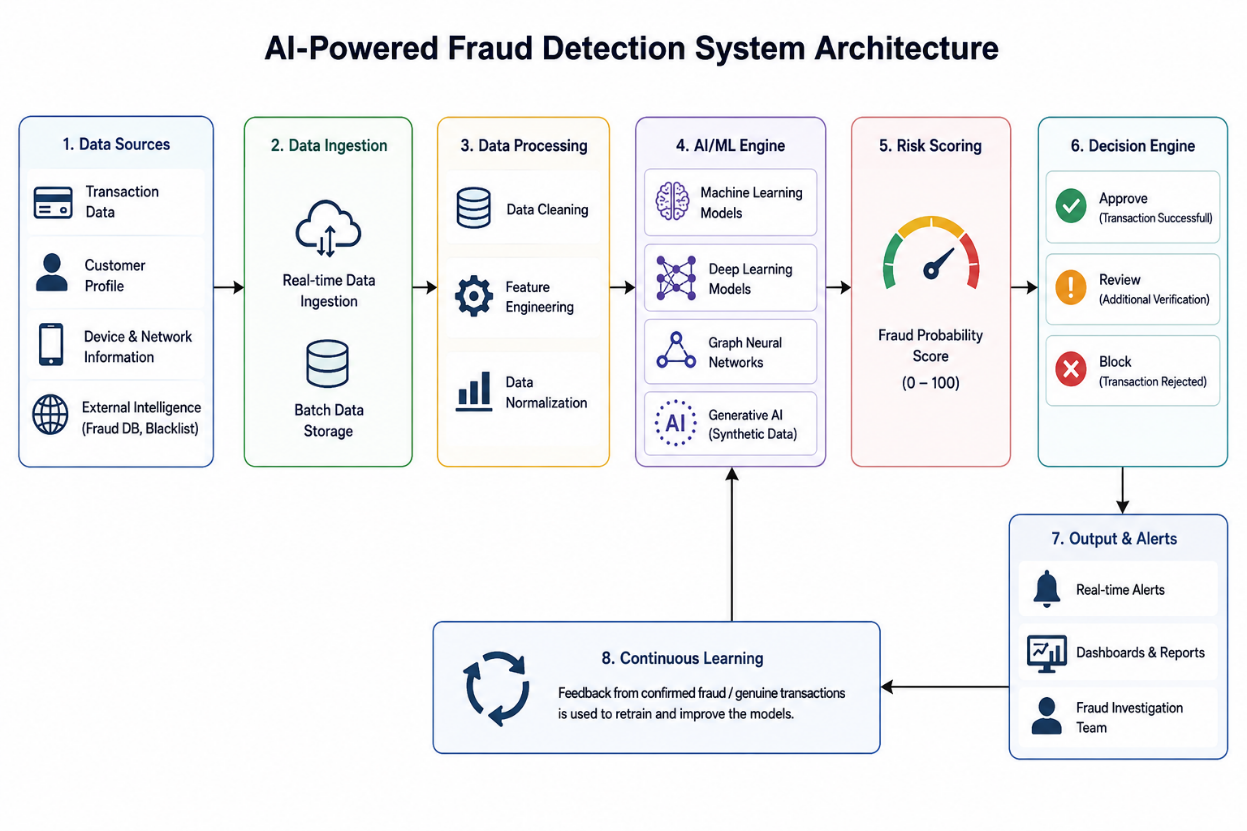 AI-Powered Fraud Detection System Architecture
1. Data Sources
Transaction
Data
Customer
Profile
Device & Network
Information
External Intelligence
(Fraud DB, Blacklist)
2. Data Ingestion
Real-time Data
Ingestion
Batch Data
Storage
3. Data Processing
Data Cleaning
Feature
Engineering
Data
Normalization
4. AI/ML Engine
Machine Learning
Models
Deep Learning
Models
Graph Neural
Networks
AI
Generative AI
(Synthetic Data)
5. Risk Scoring
Fraud Probability
Score
(0 – 100)
6. Decision Engine
Approve
(Transaction Successfull)
Review
(Additional Verification)
Block
(Transaction Rejected)
7. Output & Alerts
Real-time Alerts
Dashboards & Reports
Fraud Investigation
Team
8. Continuous Learning
Feedback from confirmed fraud / genuine transactions
is used to retrain and improve the models.